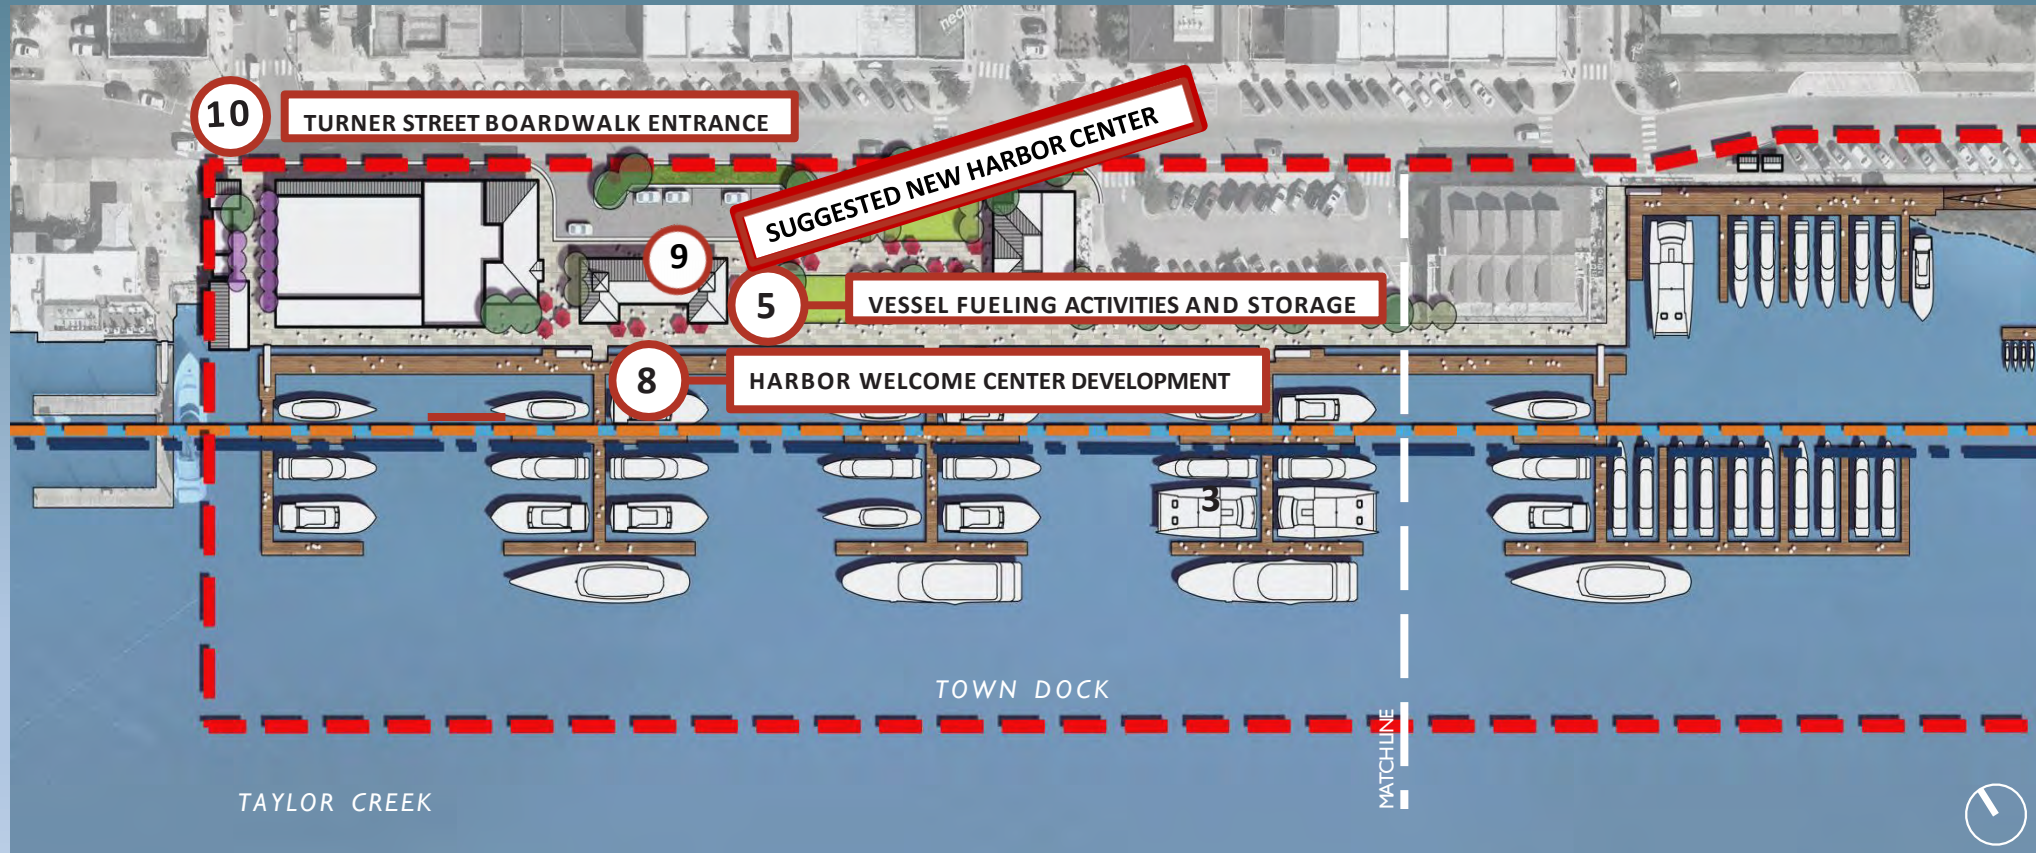 10
TURNER STREET BOARDWALK ENTRANCE
SUGGESTED NEW HARBOR CENTER
9
5
VESSEL FUELING ACTIVITIES AND STORAGE
8
HARBOR WELCOME CENTER DEVELOPMENT
3
TOWN DOCK
MATCHLINE
TAYLOR CREEK